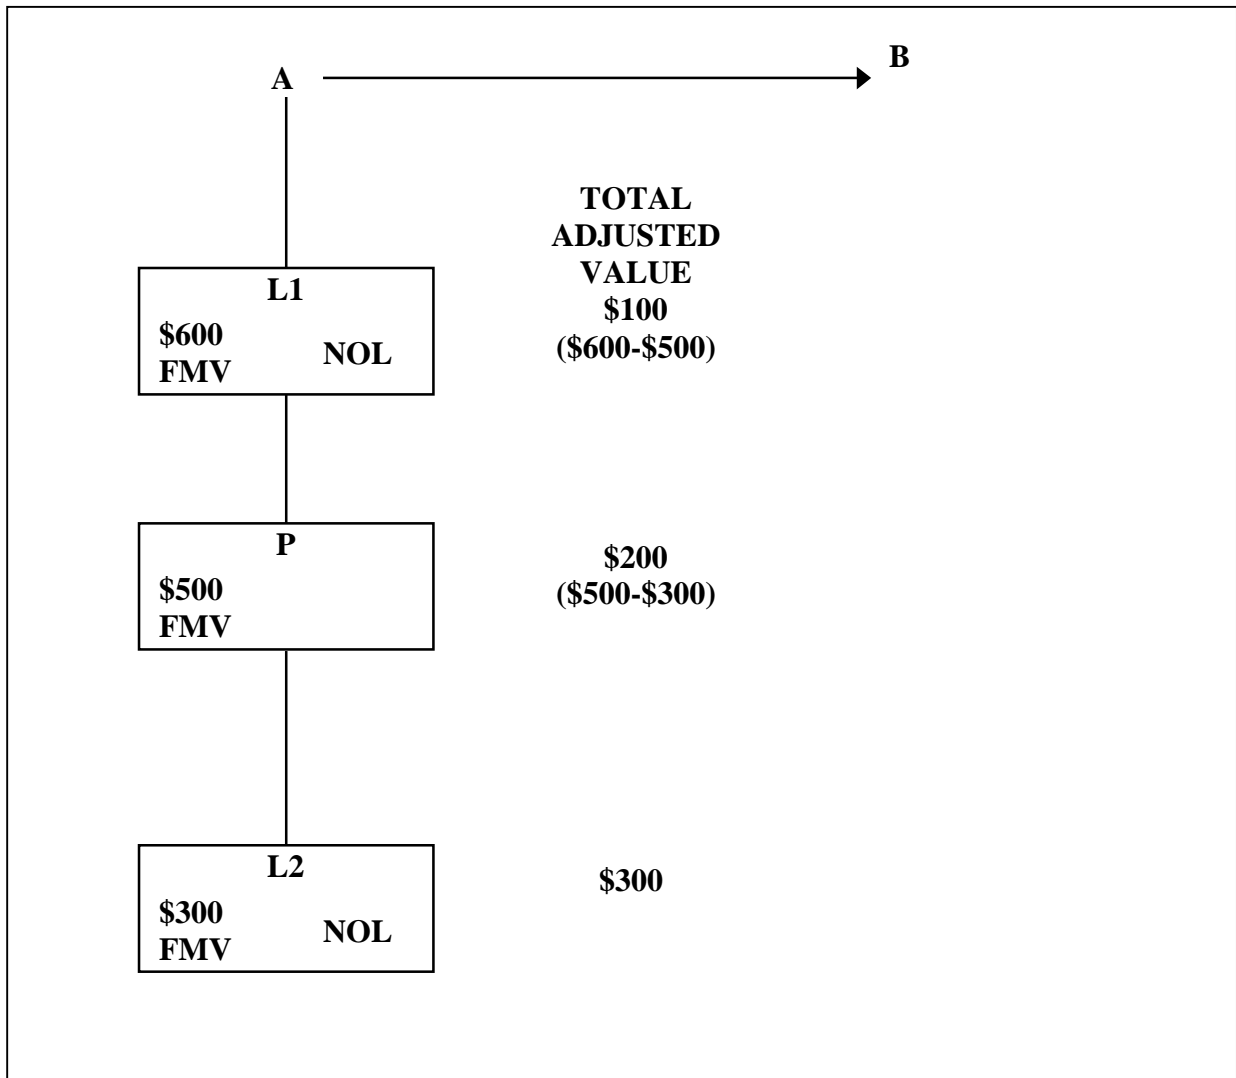 A
B
TOTAL
ADJUSTED
VALUE
$100
($600-$500)
L1
$600
FMV
NOL
P
$500
FMV
$200
($500-$300)
L2
$300
FMV
NOL
$300